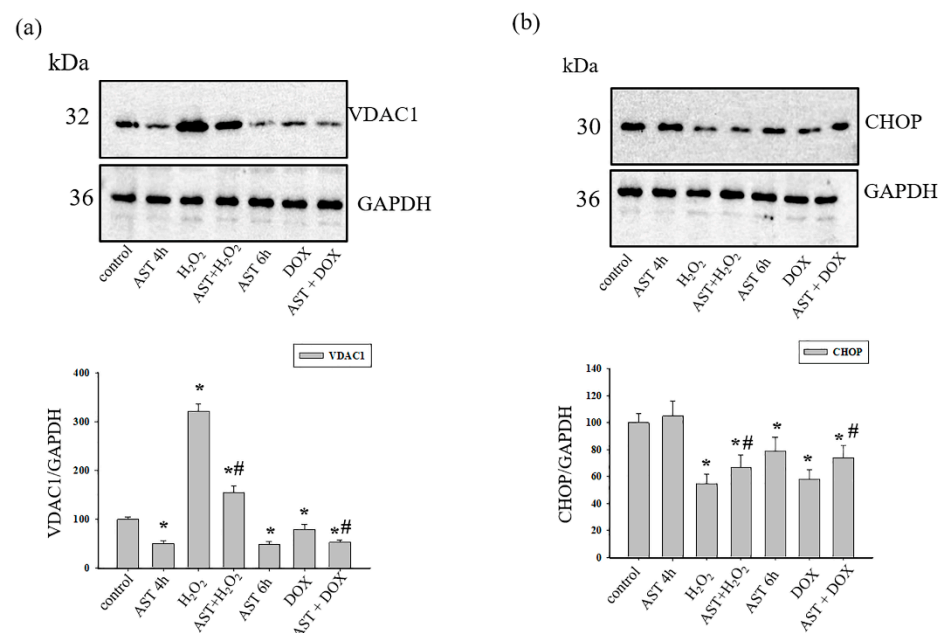 (a)
kDa
32
VDAC1
36
GAPDH
control
AST 4h
H₂O₂
AST+H₂O₂
AST 6h
DOX
AST + DOX
VDAC1
VDAC1/GAPDH
400
300
200
100
0
*
*
*#
*
*
*#
control
AST 4h
H₂O₂
AST+H₂O₂
AST 6h
DOX
AST + DOX
(b)
kDa
30
CHOP
36
GAPDH
control
AST 4h
H₂O₂
AST+H₂O₂
AST 6h
DOX
AST + DOX
CHOP
CHOP/GAPDH
140
120
100
80
60
40
20
0
*
*#
*
*
*#
control
AST 4h
H₂O₂
AST+H₂O₂
AST 6h
DOX
AST + DOX